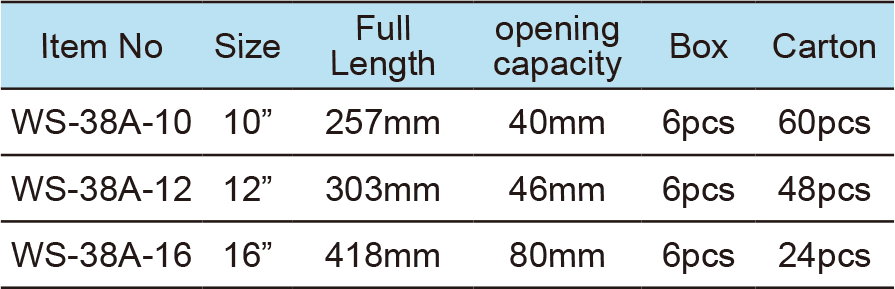 Item No Size Full Length opening capacity Box Carton
WS-38A-10 10” 257mm 40mm 6pcs 60pcs
WS-38A-12 12” 303mm 46mm 6pcs 48pcs
WS-38A-16 16” 418mm 80mm 6pcs 24pcs